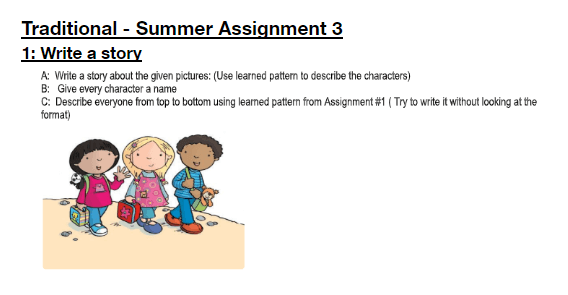 Traditional - Summer Assignment 3
1: Write a story
A: Write a story about the given pictures: (Use learned pattern to describe the characters)
B: Give every character a name
C: Describe everyone from top to bottom using learned pattern from Assignment #1 ( Try to write it without looking at the
format)